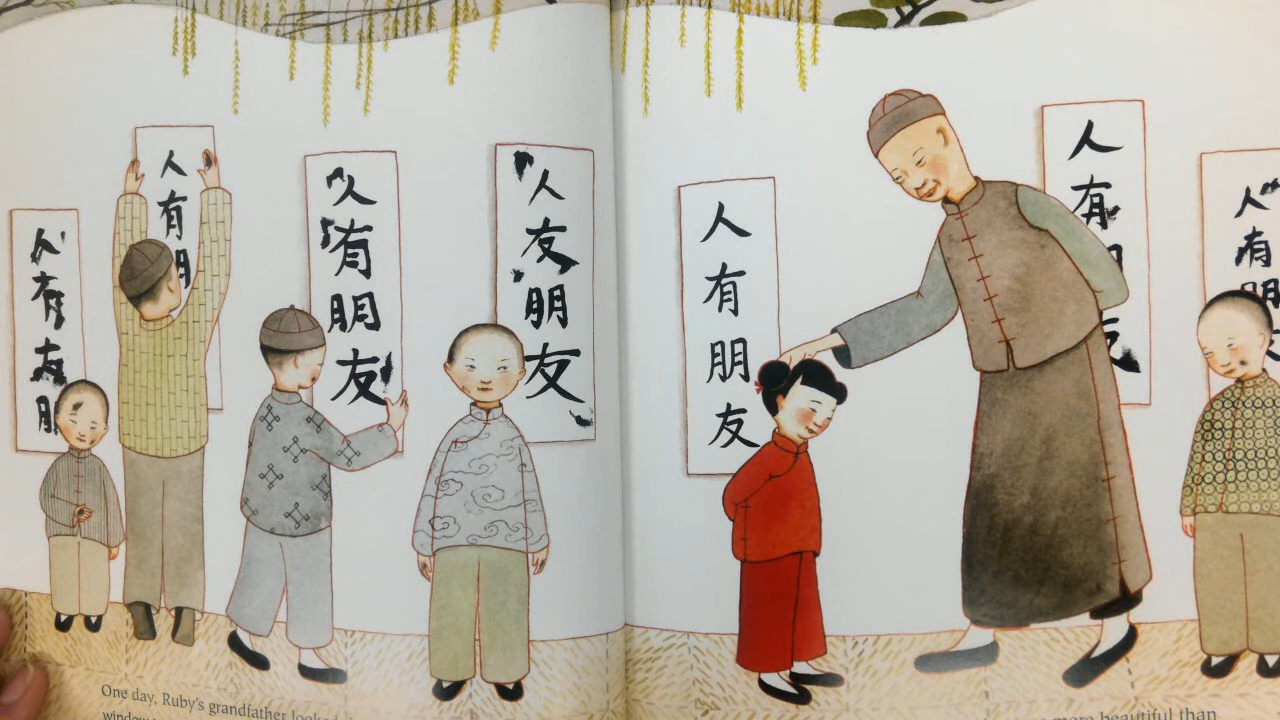 人有友
人有
人有朋友
人友朋友
人有朋友
人有
人有朋
One day, Ruby's grandfather looked
window
more beautiful than